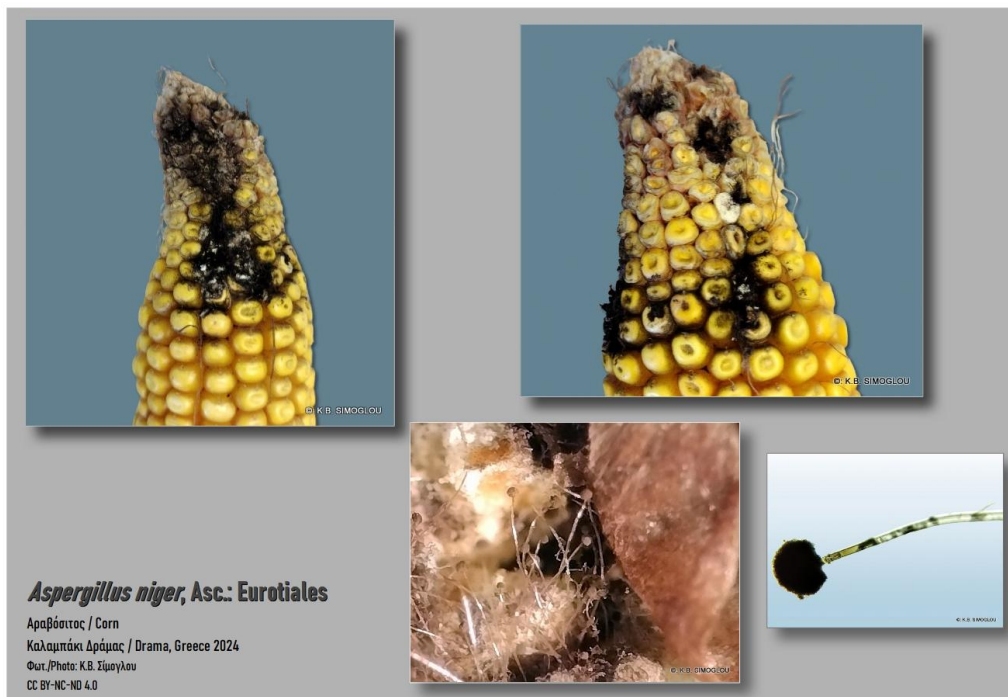 ©: K.B. SIMOGLOU
©: K.B. SIMOGLOU
©: K.B. SIMOGLOU
©: K.B. SIMOGLOU
Aspergillus niger, Asc.: Eurotiales
Αραβόσιτος / Corn
Καλαμπάκι Δράμας / Drama, Greece 2024
Φωτ./Photo: Κ.Β. Σίμογλου
CC BY-NC-ND 4.0